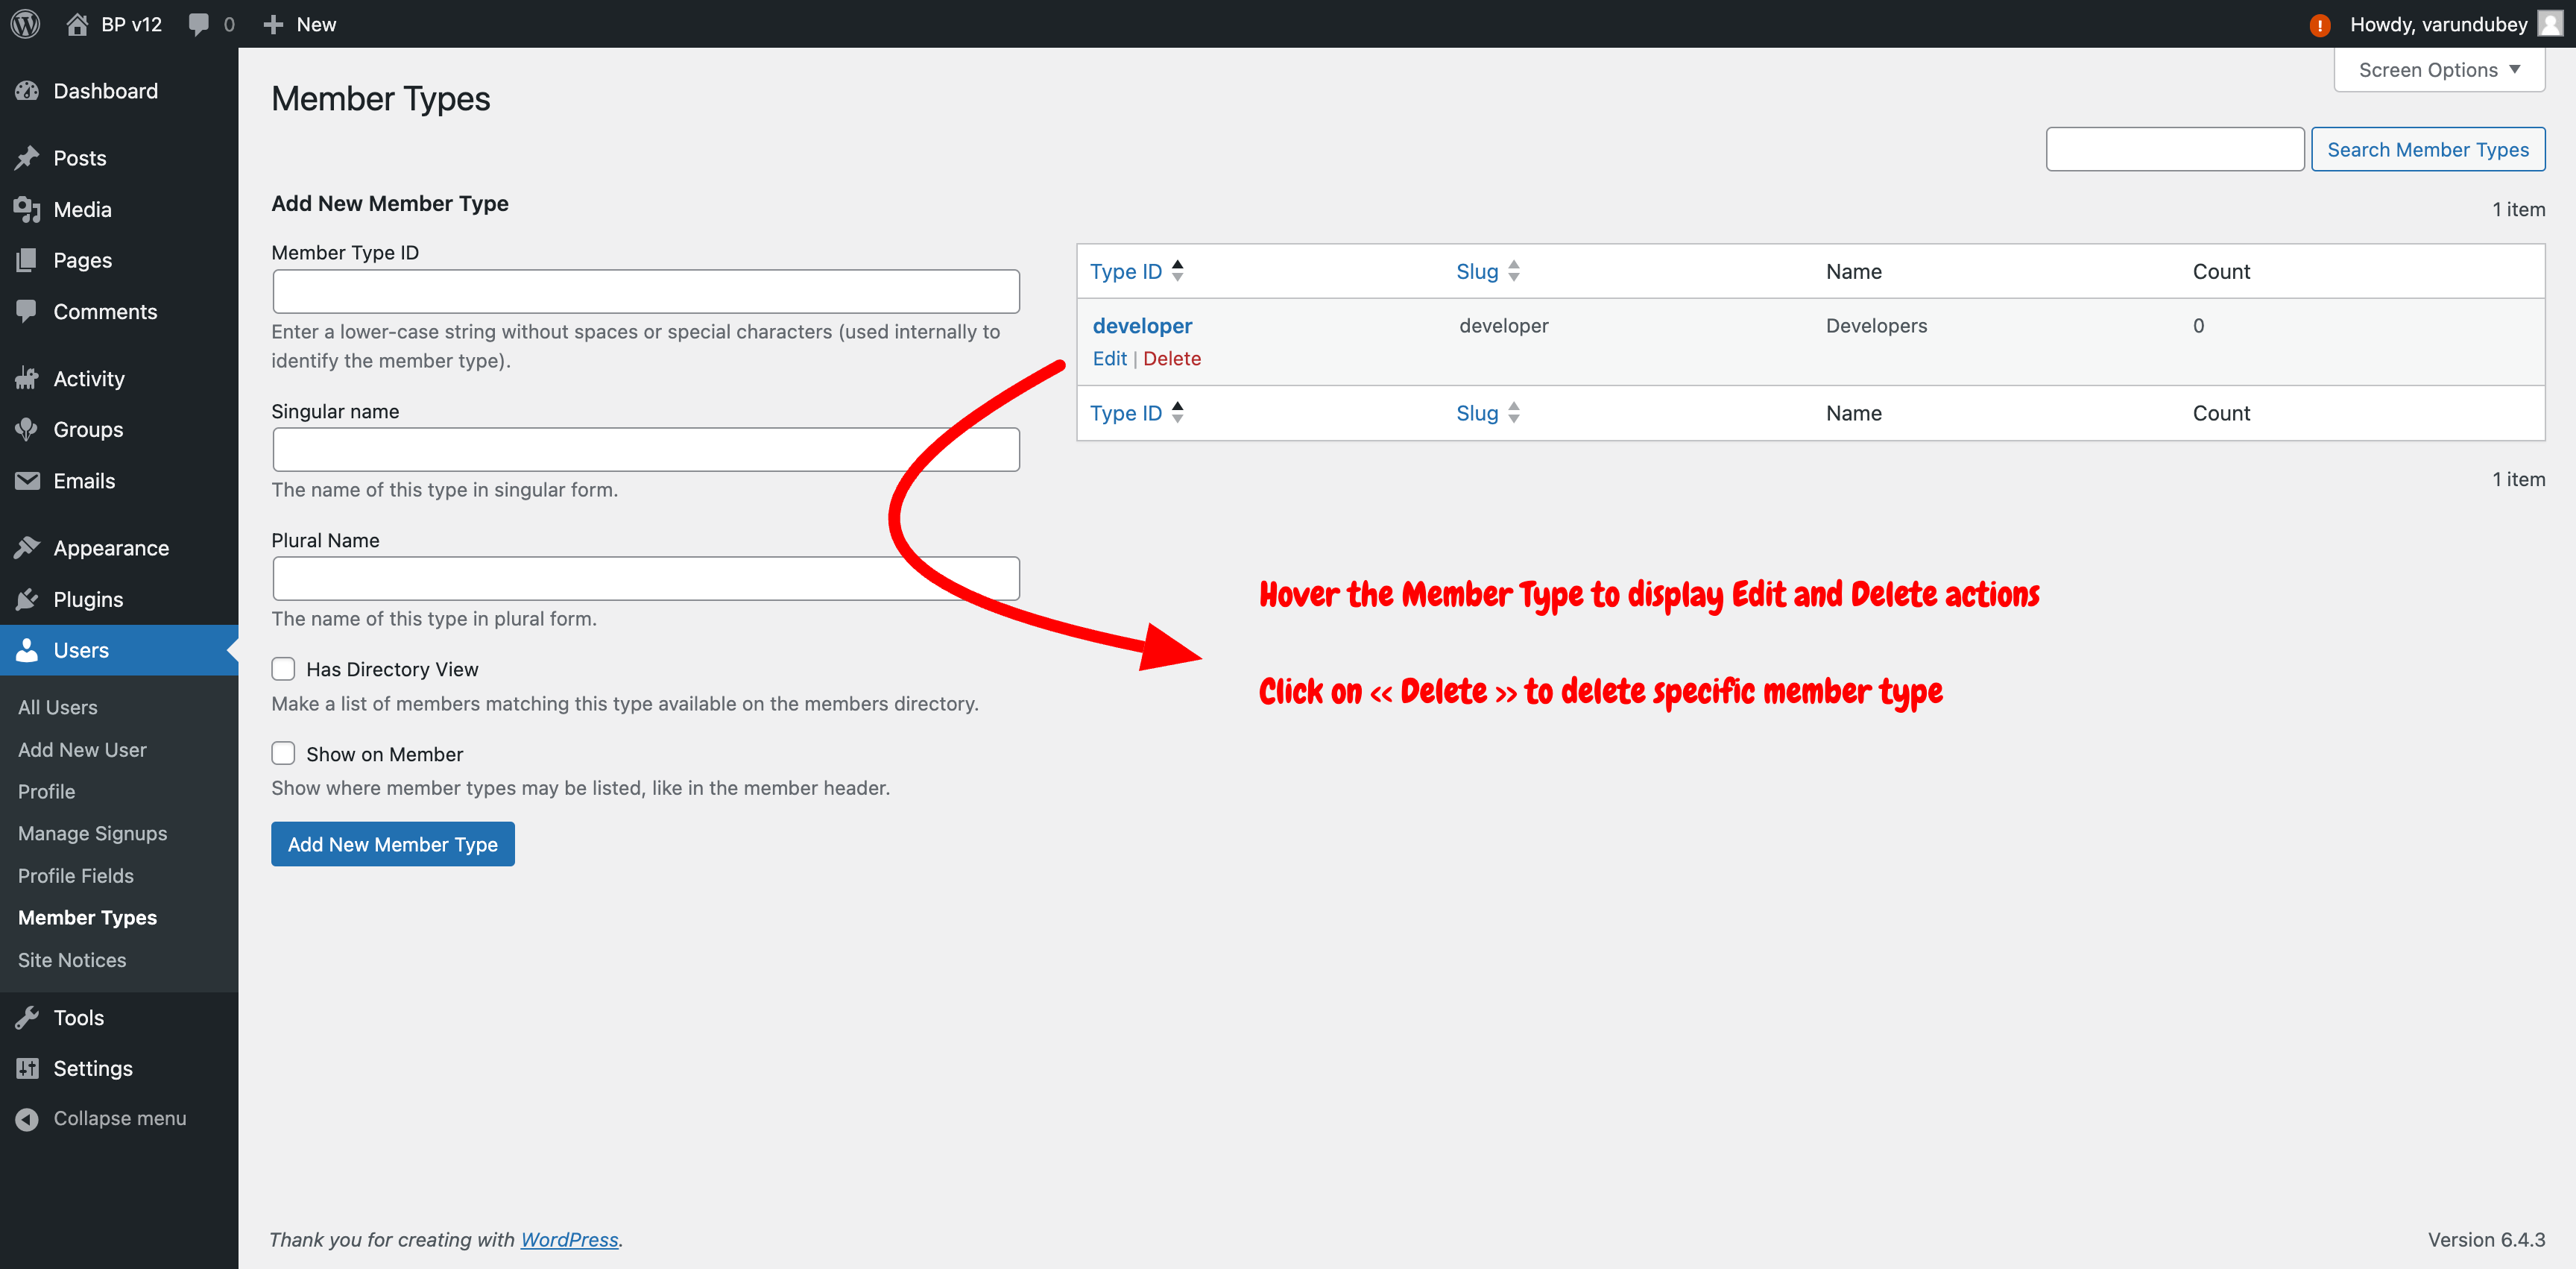 BP v12
0
New
Howdy, varundubey
Screen Options
Dashboard
Posts
Media
Pages
Comments
Activity
Groups
Emails
Appearance
Plugins
Users
All Users
Add New User
Profile
Manage Signups
Profile Fields
Member Types
Site Notices
Tools
Settings
Collapse menu
Member Types
Search Member Types
Add New Member Type
Member Type ID
Enter a lower-case string without spaces or special characters (used internally to
identify the member type).
Singular name
The name of this type in singular form.
Plural Name
The name of this type in plural form.
Has Directory View
Make a list of members matching this type available on the members directory.
Show on Member
Show where member types may be listed, like in the member header.
Add New Member Type
1 item
Type ID Slug Name Count
developer developer Developers 0
Edit | Delete
Type ID Slug Name Count
1 item
Hover the Member Type to display Edit and Delete actions
Click on << Delete >> to delete specific member type
Thank you for creating with WordPress.
Version 6.4.3